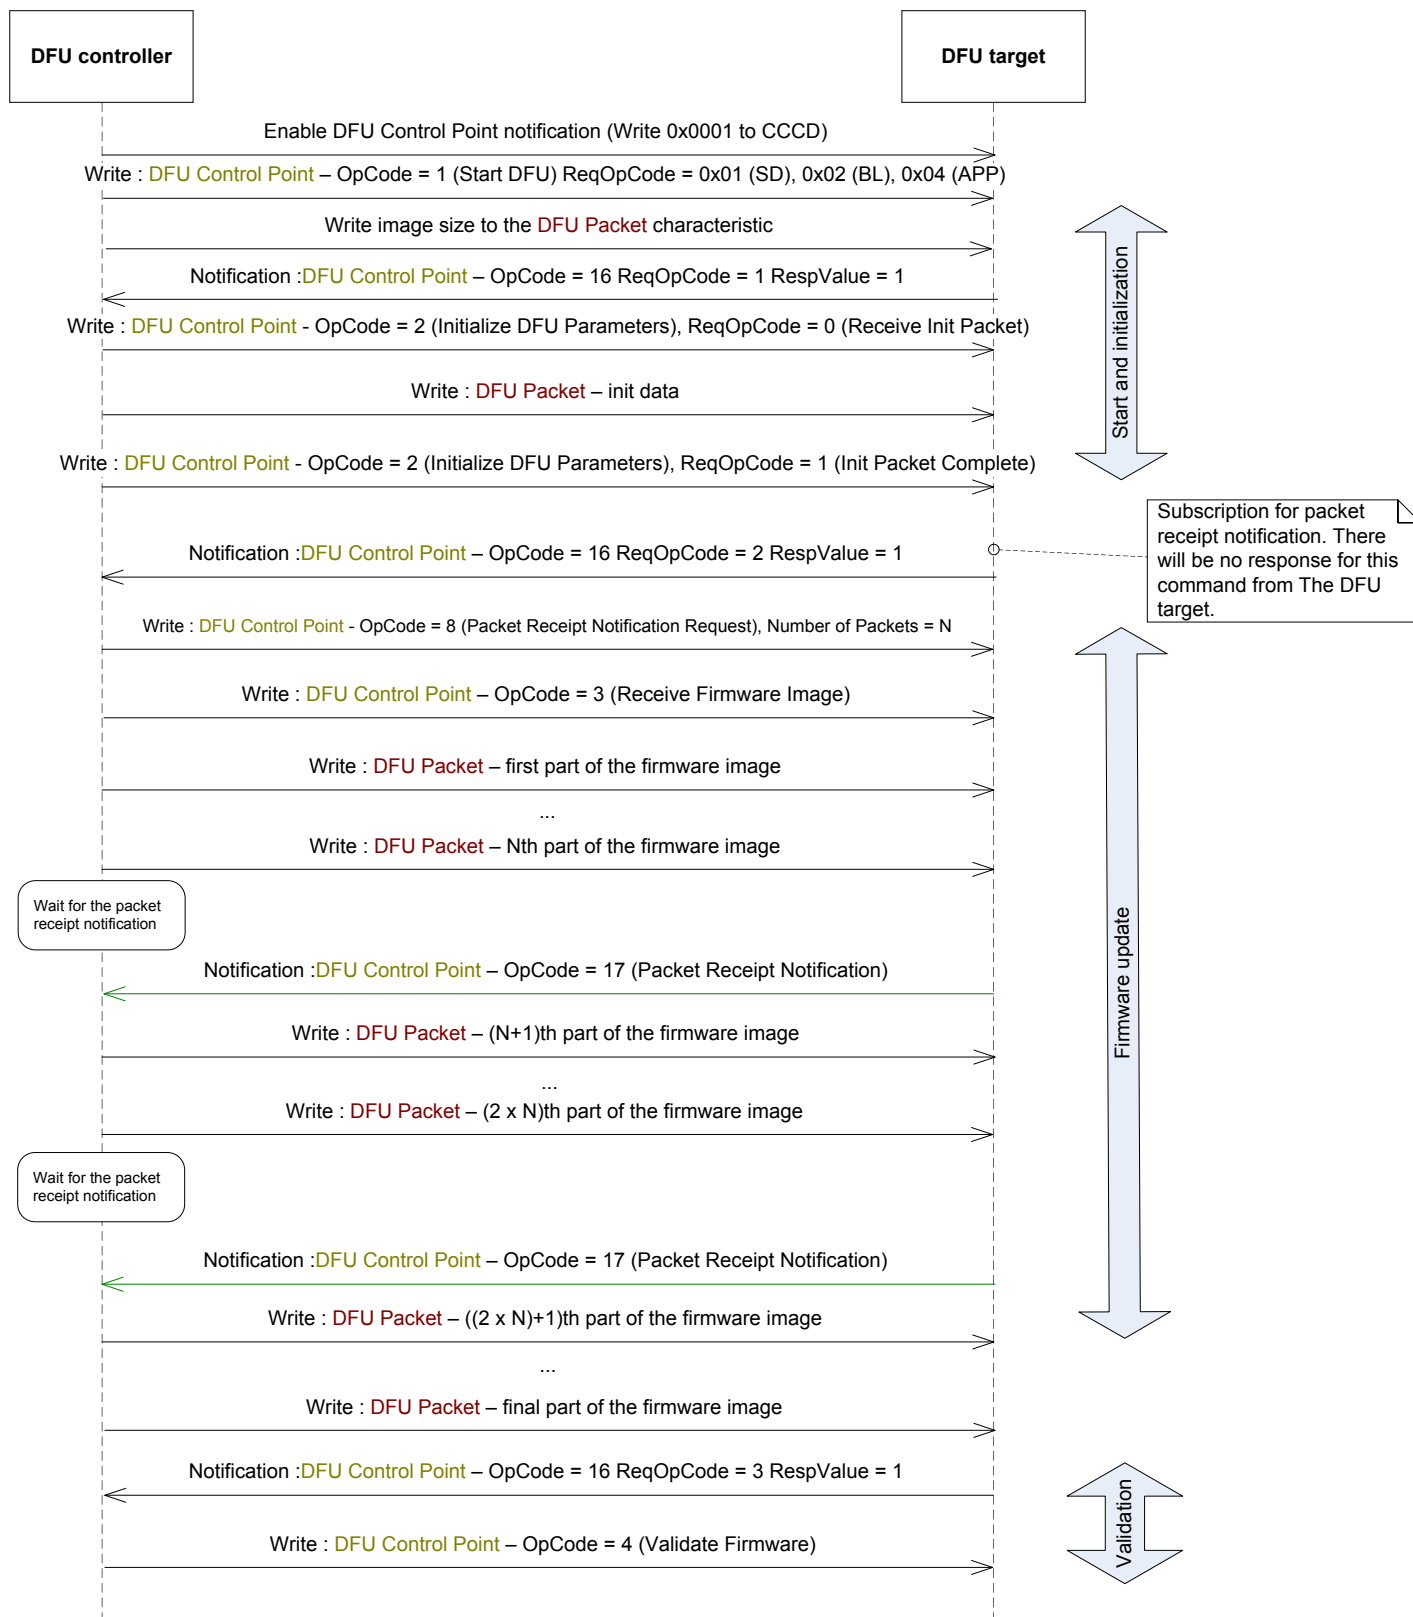 DFU controller
DFU target
Enable DFU Control Point notification (Write 0x0001 to CCCD)
Write : DFU Control Point – OpCode = 1 (Start DFU) ReqOpCode = 0x01 (SD), 0x02 (BL), 0x04 (APP)
Write image size to the DFU Packet characteristic
Notification :DFU Control Point – OpCode = 16 ReqOpCode = 1 RespValue = 1
Write : DFU Control Point - OpCode = 2 (Initialize DFU Parameters), ReqOpCode = 0 (Receive Init Packet)
Write : DFU Packet – init data
Write : DFU Control Point - OpCode = 2 (Initialize DFU Parameters), ReqOpCode = 1 (Init Packet Complete)
Start and initialization
Notification :DFU Control Point – OpCode = 16 ReqOpCode = 2 RespValue = 1
Subscription for packet
receipt notification. There
will be no response for this
command from The DFU
target.
Write : DFU Control Point - OpCode = 8 (Packet Receipt Notification Request), Number of Packets = N
Write : DFU Control Point – OpCode = 3 (Receive Firmware Image)
Write : DFU Packet – first part of the firmware image
...
Write : DFU Packet – Nth part of the firmware image
Wait for the packet
receipt notification
Notification :DFU Control Point – OpCode = 17 (Packet Receipt Notification)
Write : DFU Packet – (N+1)th part of the firmware image
...
Write : DFU Packet – (2 x N)th part of the firmware image
Firmware update
Wait for the packet
receipt notification
Notification :DFU Control Point – OpCode = 17 (Packet Receipt Notification)
Write : DFU Packet – ((2 x N)+1)th part of the firmware image
...
Write : DFU Packet – final part of the firmware image
Notification :DFU Control Point – OpCode = 16 ReqOpCode = 3 RespValue = 1
Write : DFU Control Point – OpCode = 4 (Validate Firmware)
Validation